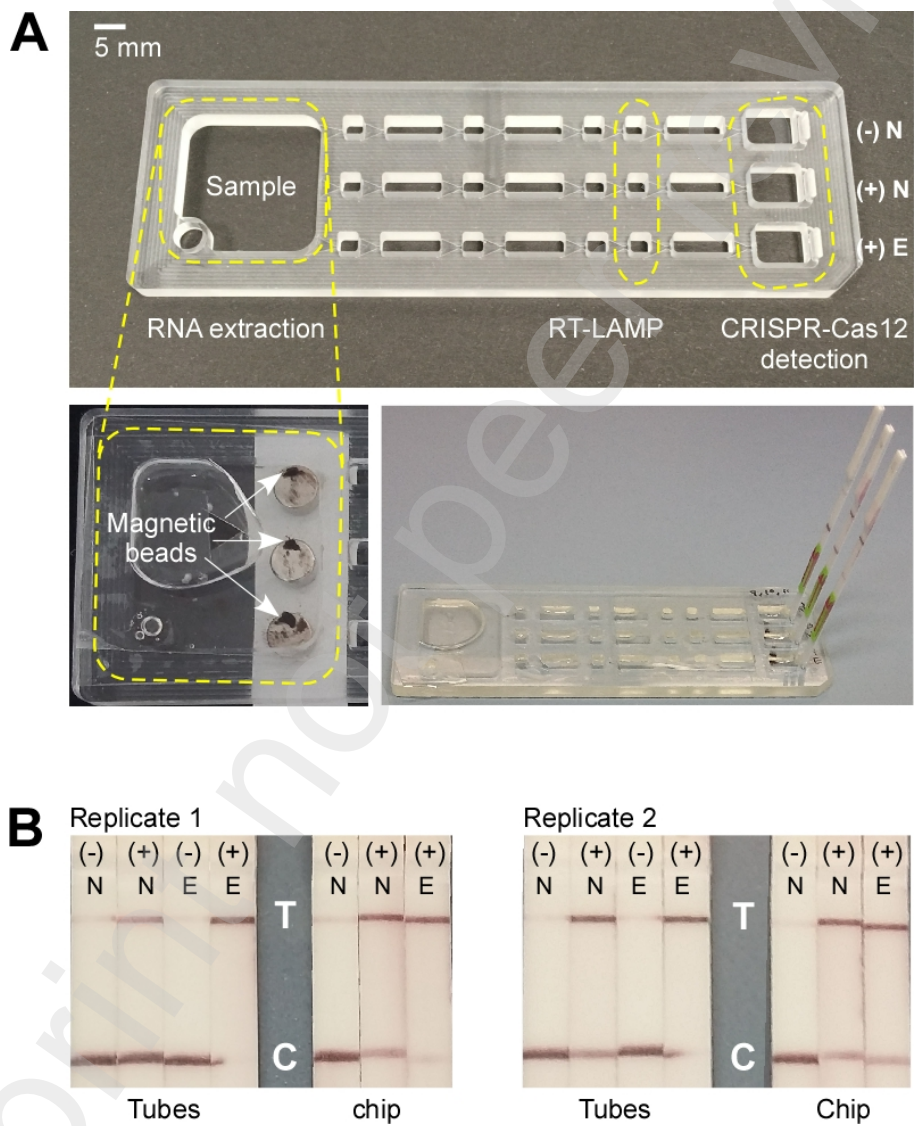 A
5 mm
Sample
(-) N
(+) N
(+) E
RNA extraction
RT-LAMP
CRISPR-Cas12
detection
Magnetic
beads
B
Replicate 1
(-) (+) (-) (+) (-) (+) (+)
N N E E N N E
T
C
Tubes chip
Replicate 2
(-) (+) (-) (+) (-) (+) (+)
N N E E N N E
T
C
Tubes Chip